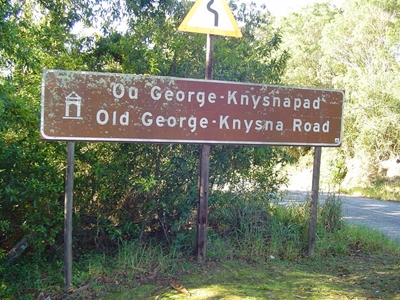 Ou George-Knysnapad
Old George-Knysna Road